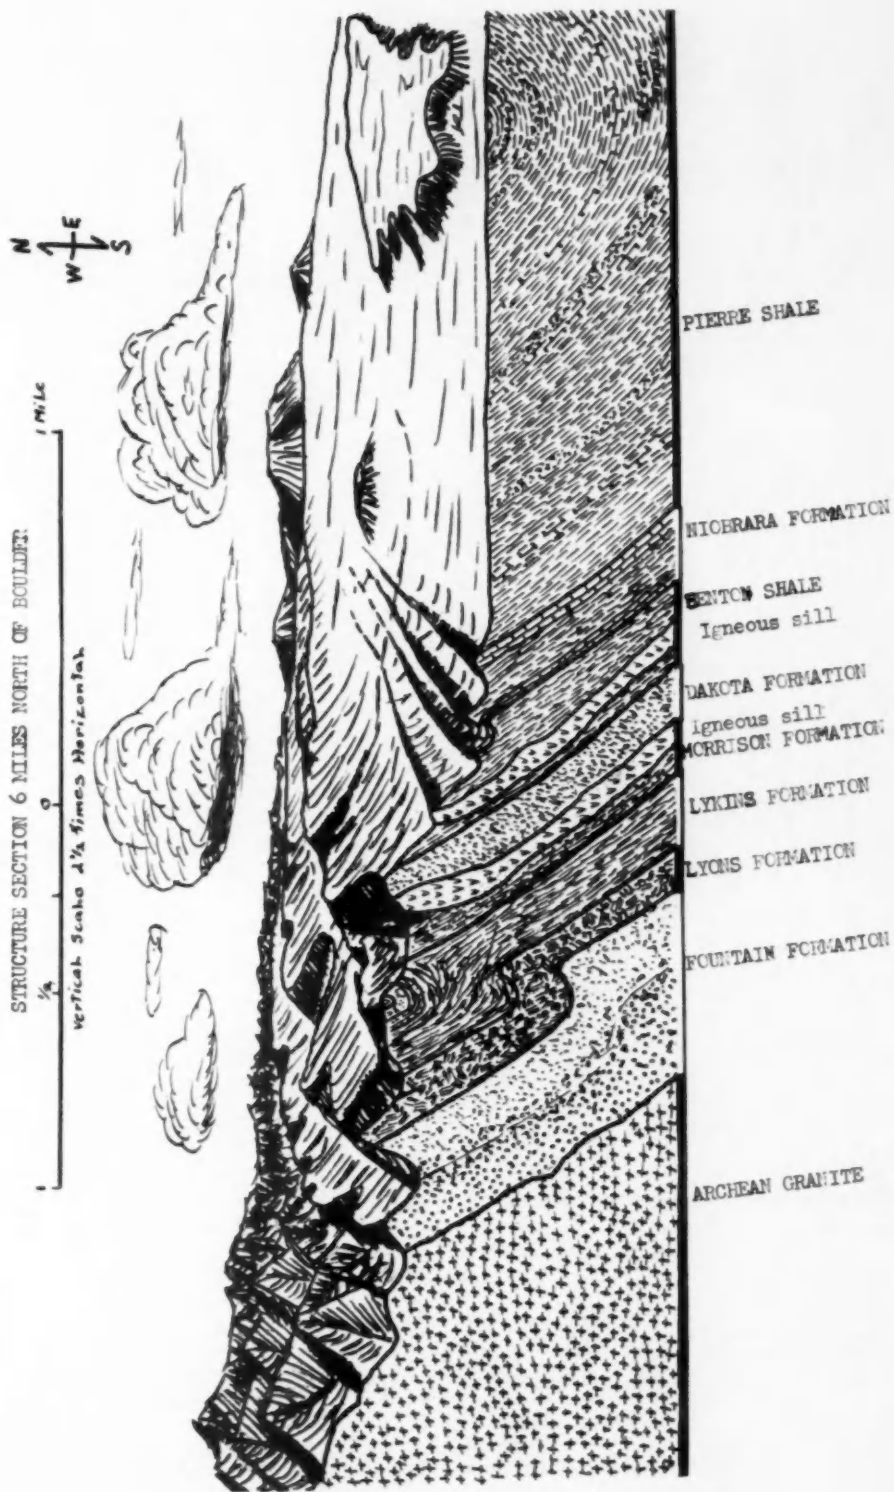 STRUCTURE SECTION 6 MILES NORTH OF BOULDER
1 ½ 0 1 Mile
Vertical Scale 2½ times Horizontal
N
W E
S
PIERRE SHALE
NIOBRARA FORMATION
BENTON SHALE
Igneous sill
DAKOTA FORMATION
Igneous sill
MORRISON FORMATION
LYKINS FORMATION
LYONS FORMATION
FOUNTAIN FORMATION
ARCHEAN GRANITE